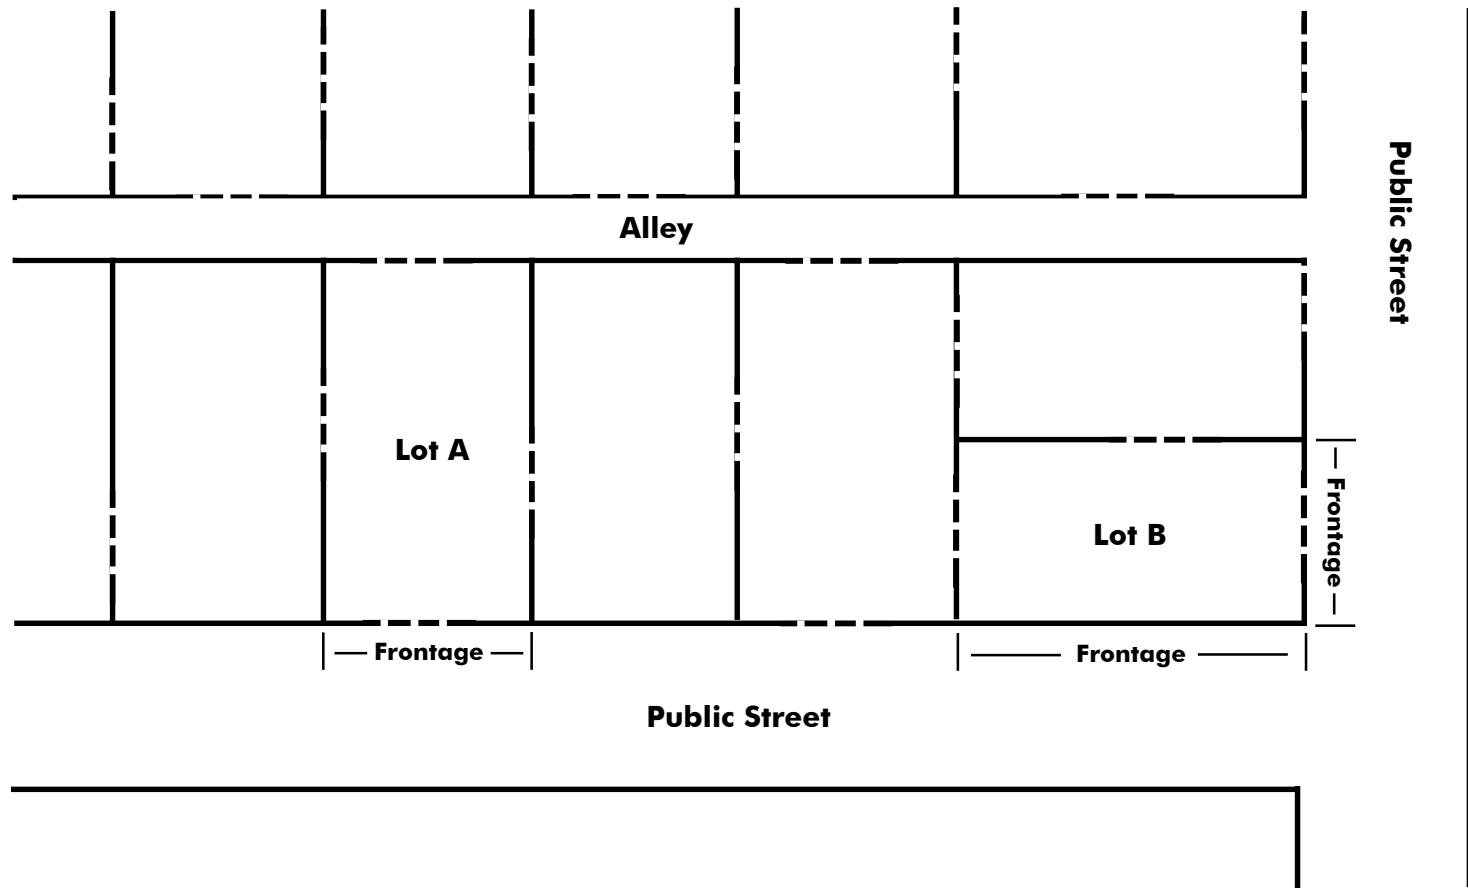 Alley
Public Street
Lot A
Lot B
Frontage
Frontage
Frontage
Public Street